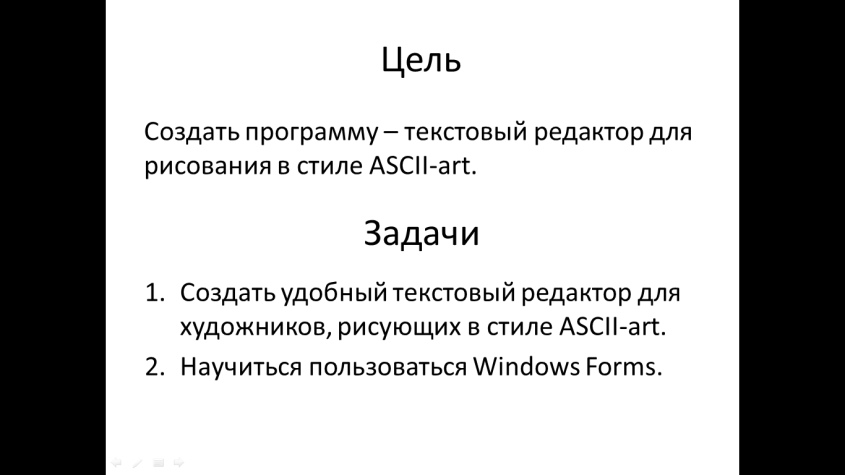 Цель
Создать программу – текстовый редактор для
рисования в стиле ASCII-art.
Задачи
1. Создать удобный текстовый редактор для
художников, рисующих в стиле ASCII-art.
2. Научиться пользоваться Windows Forms.